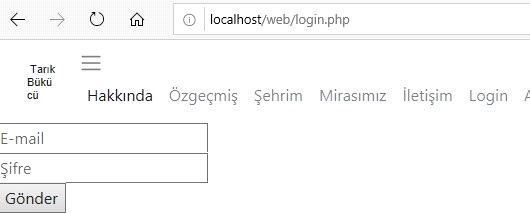 localhost/web/login.php
Tarık
Bükü
cü
Hakkında Özgeçmiş Şehrim Mirasımız İletişim Login
E-mail
Şifre
Gönder